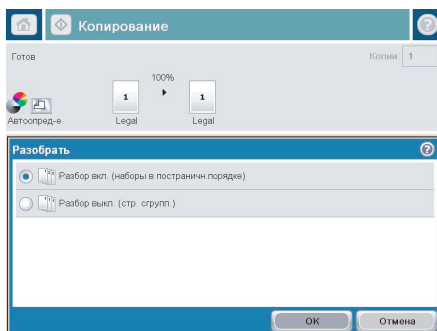 Копирование
Готов
Копии: 1
100%
1
1
Автоопред-е
Legal
Legal
Разобрать
Разбор вкл. (наборы в постраничн.порядке)
Разбор выкл. (стр. сгрупп.)
OK
Отмена